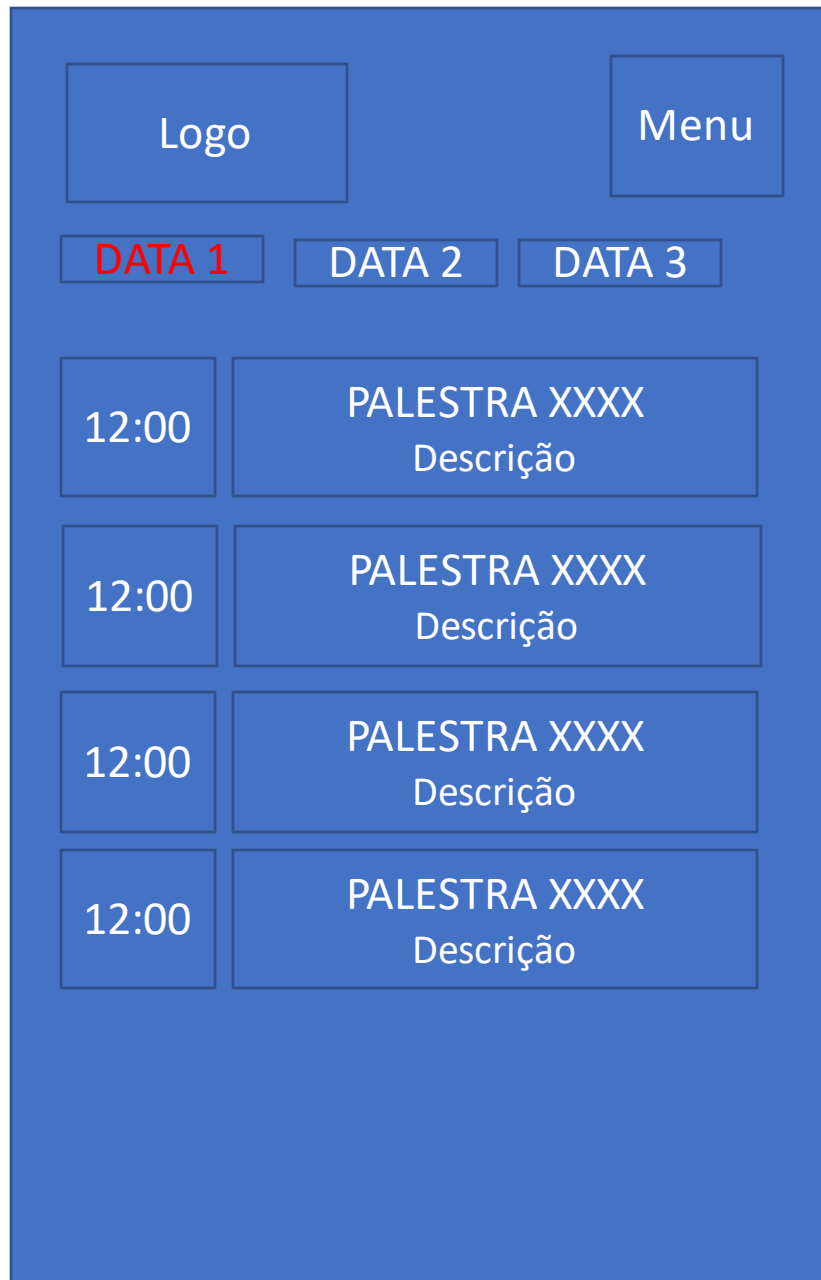 Logo
Menu
DATA 1
DATA 2
DATA 3
12:00
PALESTRA XXXX
Descrição
12:00
PALESTRA XXXX
Descrição
12:00
PALESTRA XXXX
Descrição
12:00
PALESTRA XXXX
Descrição